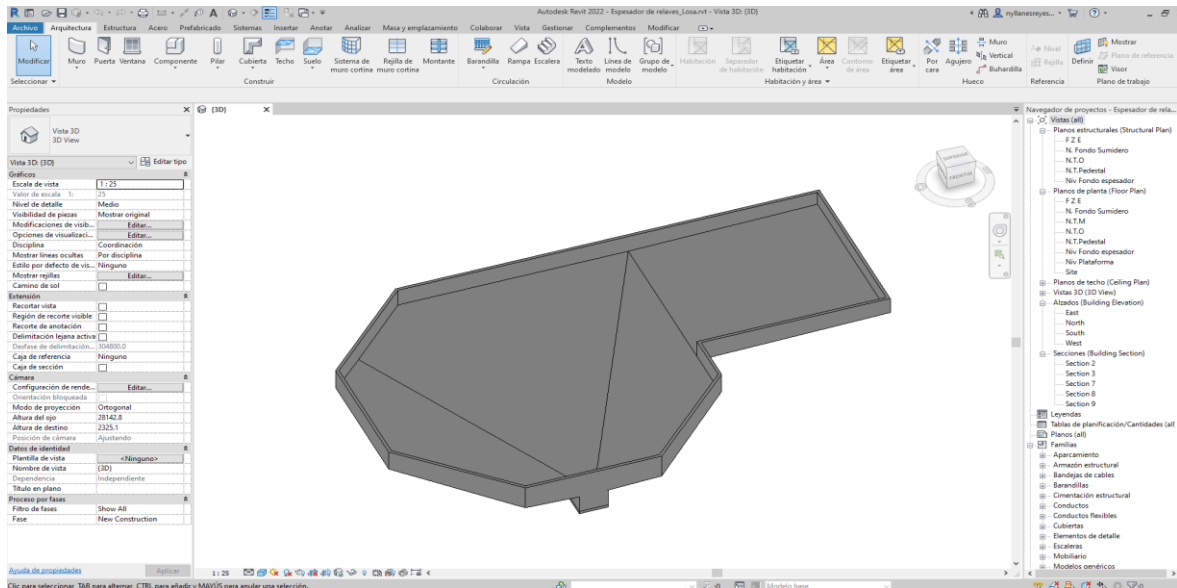 Autodesk Revit 2022 - Espesador de relaves_Losa.rvt - Vista 3D: {3D}
nyllanesreyes...
Archivo Arquitectura Estructura Acero Prefabricado Sistemas Insertar Anotar Analizar Masa y emplazamiento Colaborar Vista Gestionar Complementos Modificar
Modificar Muro Puerta Ventana Componente Pilar Cubierta Techo Suelo Sistema de muro cortina Rejilla de muro cortina Montante Barandilla Rampa Escalera Texto modelado Línea de modelo Grupo de modelo Habitación Separador de habitación Etiquetar habitación Área Contorno de área Etiquetar área Por cara Agujero Muro Vertical Buhardilla Nivel Rejilla Definir Mostrar Plano de referencia Visor
Seleccionar Construir Circulación Modelo Habitación y área Hueco Referencia Plano de trabajo
Propiedades
Vista 3D
3D View
Vista 3D: {3D} Editar tipo
Gráficos
Escala de vista 1 : 25
Valor de escala 1: 25
Nivel de detalle Medio
Visibilidad de piezas Mostrar original
Modificaciones de visib... Editar...
Opciones de visualizaci... Editar...
Disciplina Coordinación
Mostrar líneas ocultas Por disciplina
Estilo por defecto de vis... Ninguno
Mostrar rejillas Editar...
Camino de sol
Extensión
Recortar vista
Región de recorte visible
Recorte de anotación
Delimitación lejana activa
Desfase de delimitación... 304800.0
Caja de referencia Ninguno
Caja de sección
Cámara
Configuración de rende... Editar...
Orientación bloqueada
Modo de proyección Ortogonal
Altura del ojo 28142.8
Altura de destino 2325.1
Posición de cámara Ajustando
Datos de identidad
Plantilla de vista <Ninguno>
Nombre de vista {3D}
Dependencia Independiente
Título en plano
Proceso por fases
Filtro de fases Show All
Fase New Construction
Ayuda de propiedades Aplicar
{3D}
1 : 25
Navegador de proyectos - Espesador de rela...
Vistas (all)
Planos estructurales (Structural Plan)
F Z E
N. Fondo Sumidero
N.T.O
N.T.Pedestal
Niv Fondo espesador
Planos de planta (Floor Plan)
F Z E
N. Fondo Sumidero
N.T.M
N.T.O
N.T.Pedestal
Niv Fondo espesador
Niv Plataforma
Site
Planos de techo (Ceiling Plan)
Vistas 3D (3D View)
Alzados (Building Elevation)
East
North
South
West
Secciones (Building Section)
Section 2
Section 3
Section 7
Section 8
Section 9
Leyendas
Tablas de planificación/Cantidades (all
Planos (all)
Familias
Aparcamiento
Armazón estructural
Bandejas de cables
Barandillas
Cimentación estructural
Conductos
Conductos flexibles
Cubiertas
Elementos de detalle
Escaleras
Mobiliario
Modelos genéricos
Clic para seleccionar, TAB para alternar, CTRL para añadir y MAYÚS para anular una selección.
Modelo base